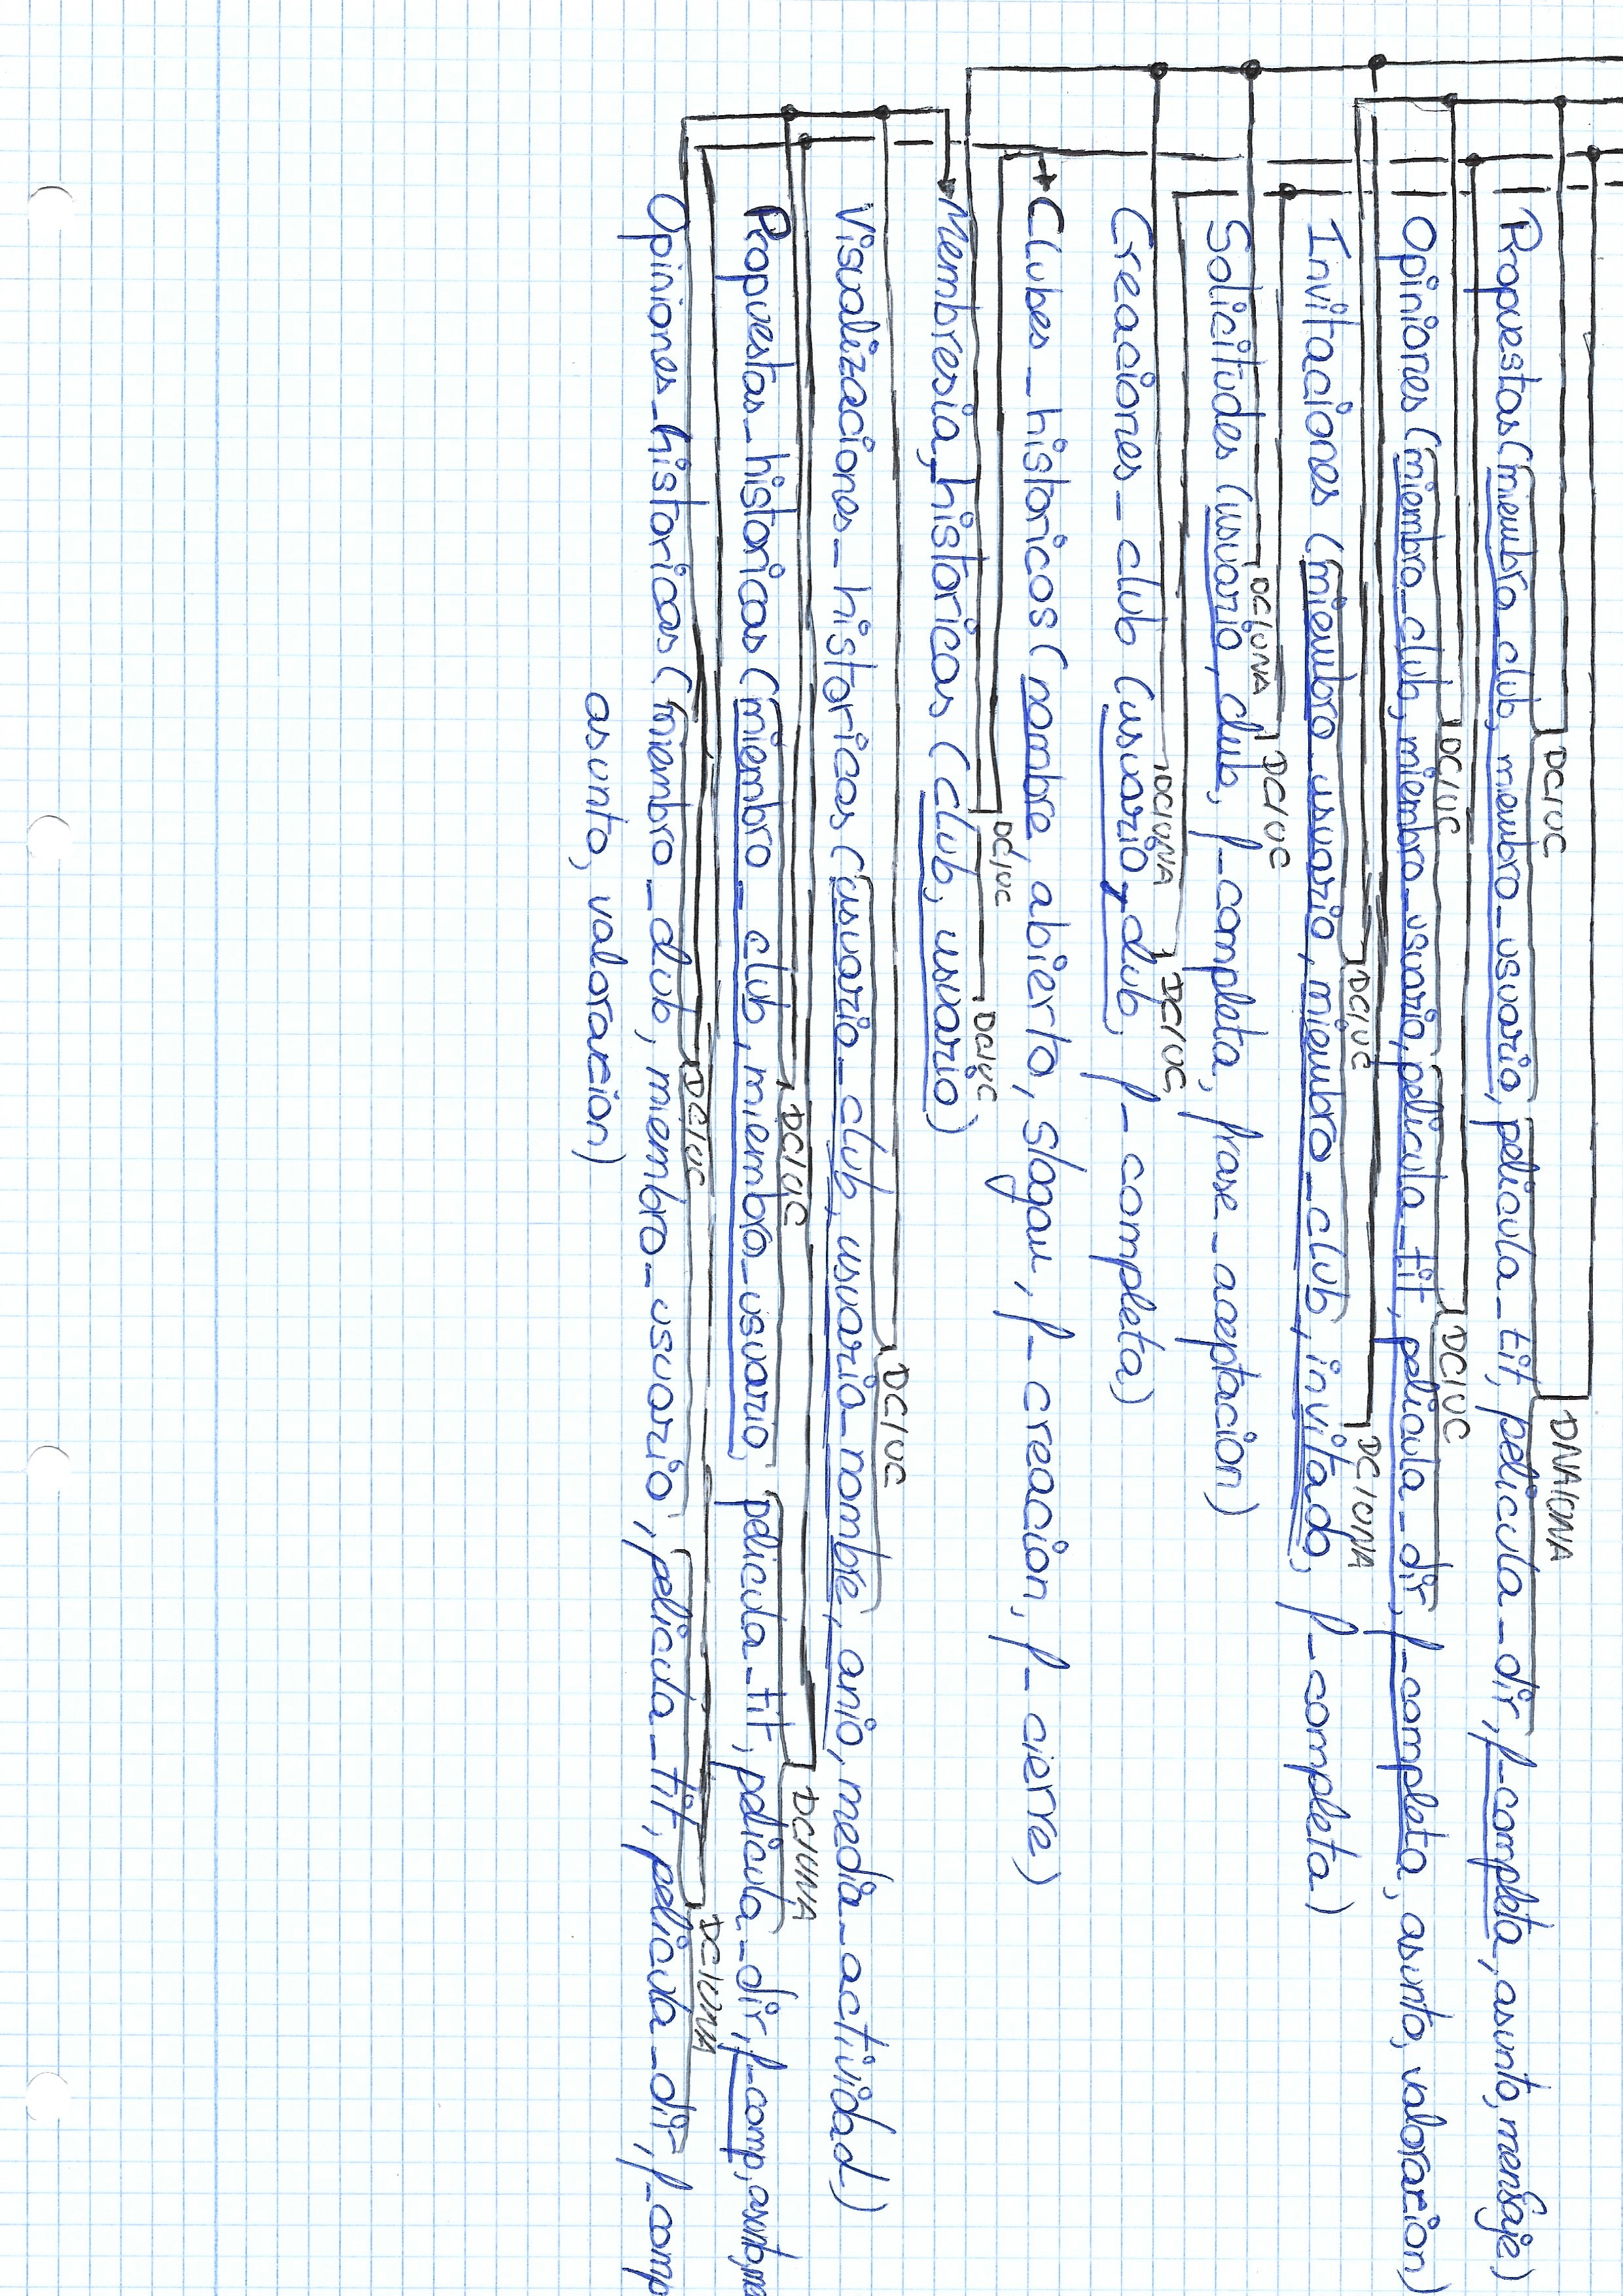 DC/UC DNA/UNA
Propuestas (miembro_club, miembro_usuario, pelicula_tit, pelicula_dir, f_completa, asunto, mensaje)
DC/UC DC/UC
Opiniones (miembro_club, miembro_usuario, pelicula_tit, pelicula_dir, f_completa, asunto, valoracion)
DC/UC DC/UNA
Invitaciones (miembro_usuario, miembro_club, invitado, f_completa)
DC/UNA DC/UC
Solicitudes (usuario, club, f_completa, frase_aceptacion)
DC/UNA DC/UC
Creaciones_club (usuario, club, f_completa)
Clubes_historicos (nombre, abierto, slogan, f_creacion, f_cierre)
DC/UC DC/UC
Membresia_historicas (club, usuario)
DC/UC
Visualizaciones_historicas (usuario_club, usuario_nombre, anio, media_actividad)
DC/UC DC/UNA
Propuestas_historicas (miembro_club, miembro_usuario, pelicula_tit, pelicula_dir, f_comp, asunto, me
DC/UC DC/UNA
Opiniones_historicas (miembro_club, miembro_usuario, pelicula_tit, pelicula_dir, f_comp
asunto, valoracion)